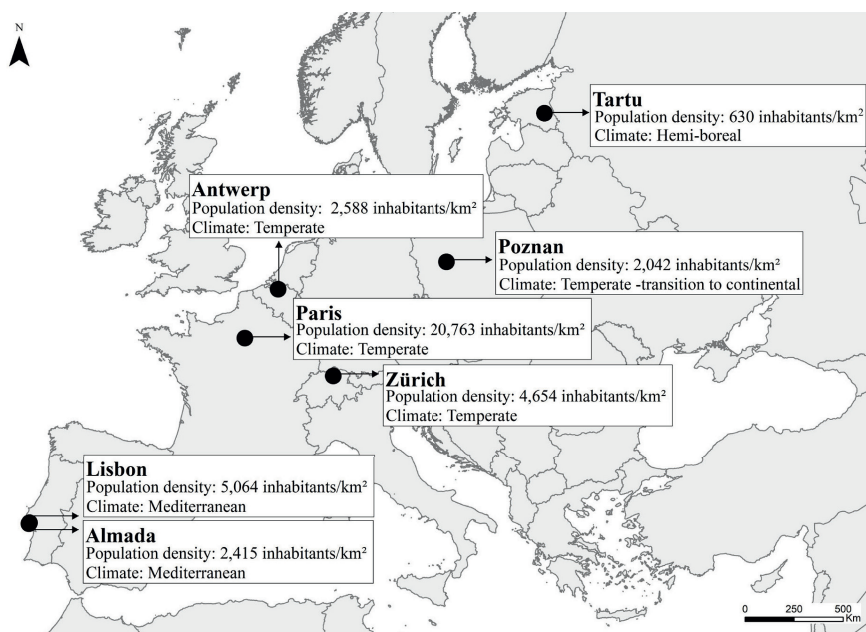 N
Tartu
Population density: 630 inhabitants/km²
Climate: Hemi-boreal
Antwerp
Population density: 2,588 inhabitants/km²
Climate: Temperate
Poznan
Population density: 2,042 inhabitants/km²
Climate: Temperate -transition to continental
Paris
Population density: 20,763 inhabitants/km²
Climate: Temperate
Zürich
Population density: 4,654 inhabitants/km²
Climate: Temperate
Lisbon
Population density: 5,064 inhabitants/km²
Climate: Mediterranean
Almada
Population density: 2,415 inhabitants/km²
Climate: Mediterranean
0 250 500
Km